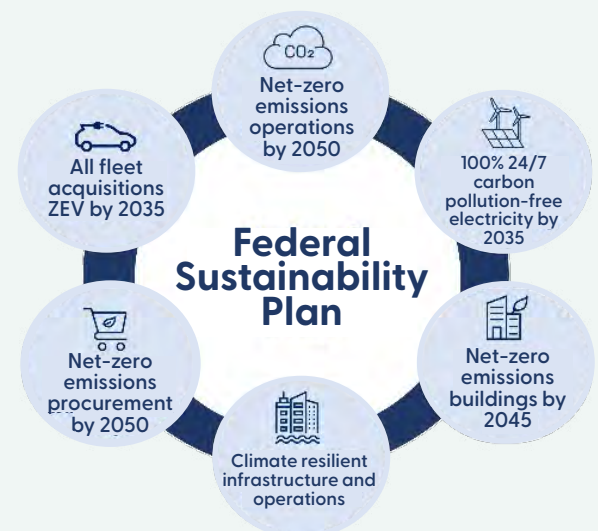 CO₂
Net-zero
emissions
operations
by 2050
100% 24/7
carbon
pollution-free
electricity by
2035
Net-zero
emissions
buildings by
2045
Climate resilient
infrastructure and
operations
Net-zero
emissions
procurement
by 2050
All fleet
acquisitions
ZEV by 2035
Federal
Sustainability
Plan